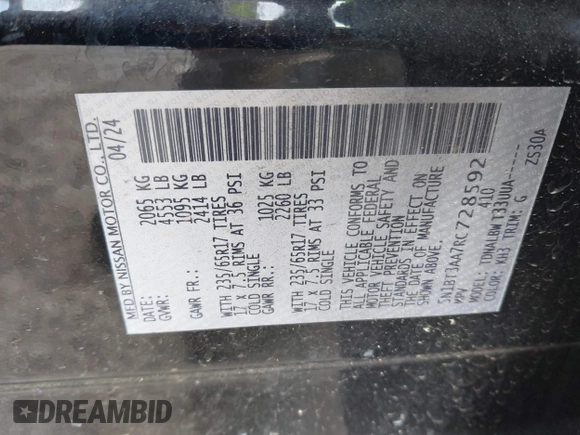 MFD BY NISSAN MOTOR CO., LTD.
DATE: 04/24
GVWR: 2065 KG
4553 LB
GAWR FR.: 1095 KG
2414 LB
WITH 235/65R17 TIRES
17 x 7.5 RIMS AT 36 PSI
COLD SINGLE
GAWR RR.: 1025 KG
2260 LB
WITH 235/65R17 TIRES
17 x 7.5 RIMS AT 33 PSI
COLD SINGLE
THIS VEHICLE CONFORMS TO
ALL APPLICABLE FEDERAL
MOTOR VEHICLE SAFETY AND
THEFT PREVENTION
STANDARDS IN EFFECT ON
THE DATE OF MANUFACTURE
SHOWN ABOVE.
5N1BT3AA7RC728592
MPV 410
MODEL: TDNALBW T33UUA-----
COLOR: KH3 TRIM: G ZS30A
DREAMBID